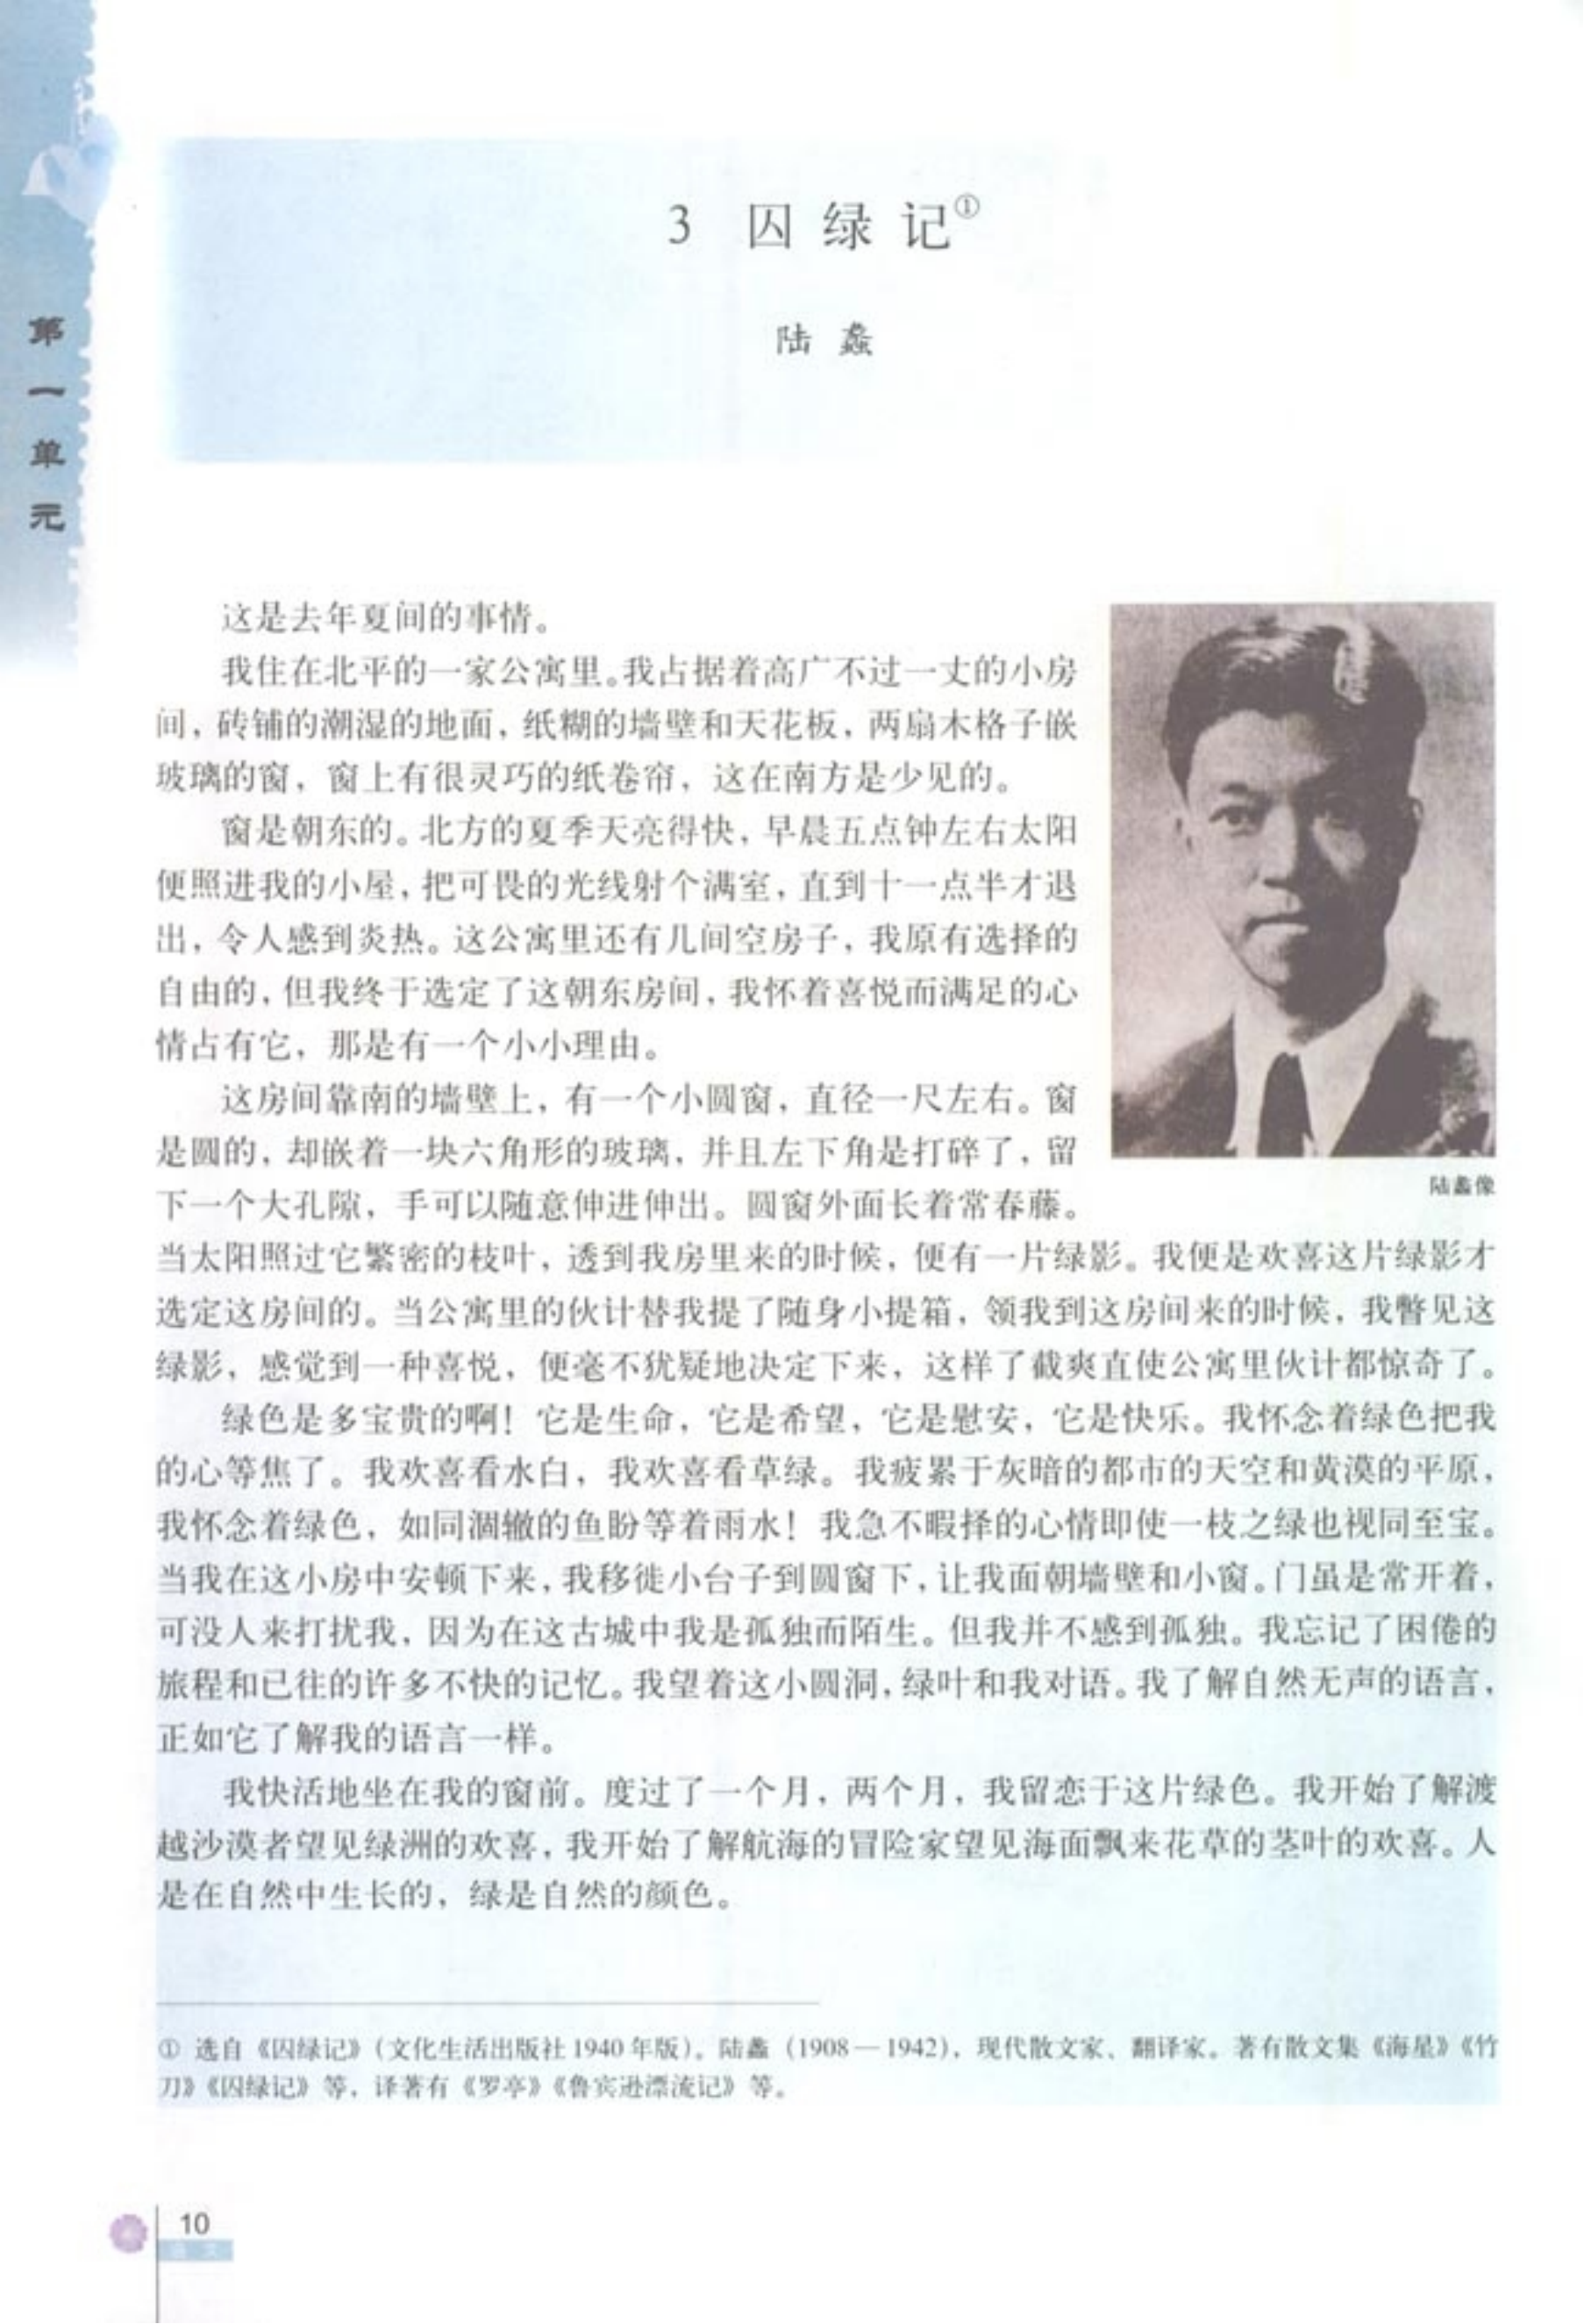 第一单元
3 囚绿记①
陆蠡
这是去年夏间的事情。
我住在北平的一家公寓里。我占据着高广不过一丈的小房
间，砖铺的潮湿的地面，纸糊的墙壁和天花板，两扇木格子嵌
玻璃的窗，窗上有很灵巧的纸卷帘，这在南方是少见的。
窗是朝东的。北方的夏季天亮得快，早晨五点钟左右太阳
便照进我的小屋，把可畏的光线射个满室，直到十一点半才退
出，令人感到炎热。这公寓里还有几间空房子，我原有选择的
自由的，但我终于选定了这朝东房间，我怀着喜悦而满足的心
情占有它，那是有一个小小理由。
这房间靠南的墙壁上，有一个小圆窗，直径一尺左右。窗
是圆的，却嵌着一块六角形的玻璃，并且左下角是打碎了，留
下一个大孔隙，手可以随意伸进伸出。圆窗外面长着常春藤。
陆蠡像
当太阳照过它繁密的枝叶，透到我房里来的时候，便有一片绿影。我便是欢喜这片绿影才
选定这房间的。当公寓里的伙计替我提了随身小提箱，领我到这房间来的时候，我瞥见这
绿影，感觉到一种喜悦，便毫不犹疑地决定下来，这样了截爽直使公寓里伙计都惊奇了。
绿色是多宝贵的啊！它是生命，它是希望，它是慰安，它是快乐。我怀念着绿色把我
的心等焦了。我欢喜看水白，我欢喜看草绿。我疲累于灰暗的都市的天空和黄漠的平原，
我怀念着绿色，如同涸辙的鱼盼等着雨水！我急不暇择的心情即使一枝之绿也视同至宝。
当我在这小房中安顿下来，我移徙小台子到圆窗下，让我面朝墙壁和小窗。门虽是常开着，
可没人来打扰我，因为在这古城中我是孤独而陌生。但我并不感到孤独。我忘记了困倦的
旅程和已往的许多不快的记忆。我望着这小圆洞，绿叶和我对语。我了解自然无声的语言，
正如它了解我的语言一样。
我快活地坐在我的窗前。度过了一个月，两个月，我留恋于这片绿色。我开始了解渡
越沙漠者望见绿洲的欢喜，我开始了解航海的冒险家望见海面飘来花草的茎叶的欢喜。人
是在自然中生长的，绿是自然的颜色。
① 选自《囚绿记》（文化生活出版社1940年版）。陆蠡（1908—1942），现代散文家、翻译家。著有散文集《海星》《竹
刀》《囚绿记》等，译著有《罗亭》《鲁宾逊漂流记》等。
10
语文